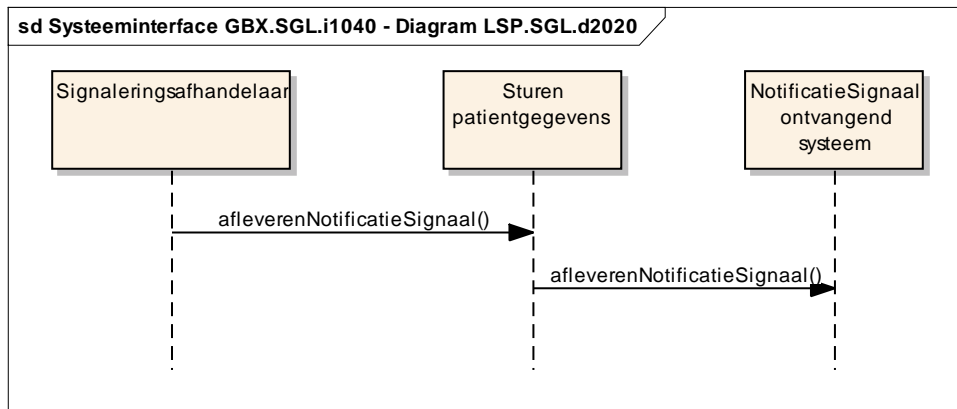 sd Systeeminterface GBX.SGL.i1040 - Diagram LSP.SGL.d2020
Signaleringsafhandelaar
Sturen
patientgegevens
NotificatieSignaal
ontvangend
systeem
afleverenNotificatieSignaal()
afleverenNotificatieSignaal()